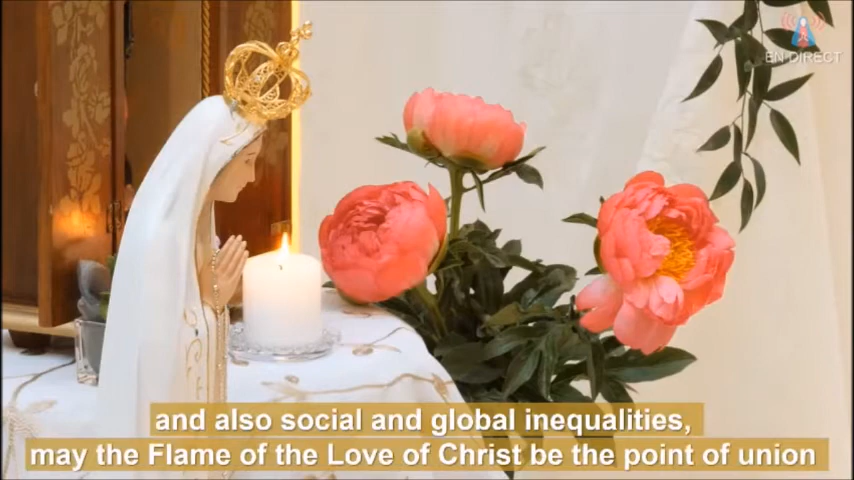 EN DIRECT
and also social and global inequalities,
may the Flame of the Love of Christ be the point of union